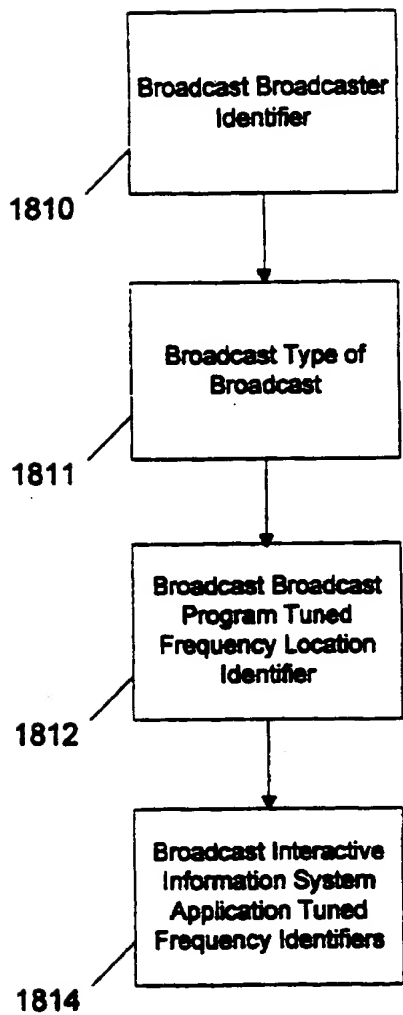 Broadcast Broadcaster
Identifier
1810
Broadcast Type of
Broadcast
1811
Broadcast Broadcast
Program Tuned
Frequency Location
Identifier
1812
Broadcast Interactive
Information System
Application Tuned
Frequency Identifiers
1814